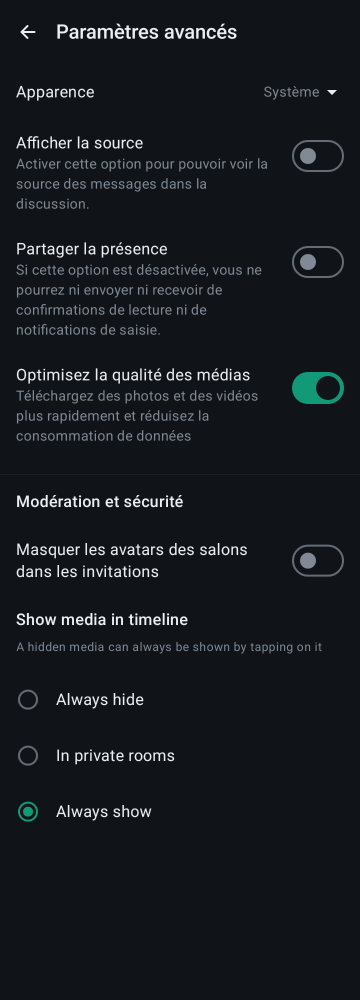 Paramètres avancés
Apparence
Système
Afficher la source
Activer cette option pour pouvoir voir la
source des messages dans la
discussion.
Partager la présence
Si cette option est désactivée, vous ne
pourrez ni envoyer ni recevoir de
confirmations de lecture ni de
notifications de saisie.
Optimisez la qualité des médias
Téléchargez des photos et des vidéos
plus rapidement et réduisez la
consommation de données
Modération et sécurité
Masquer les avatars des salons
dans les invitations
Show media in timeline
A hidden media can always be shown by tapping on it
Always hide
In private rooms
Always show